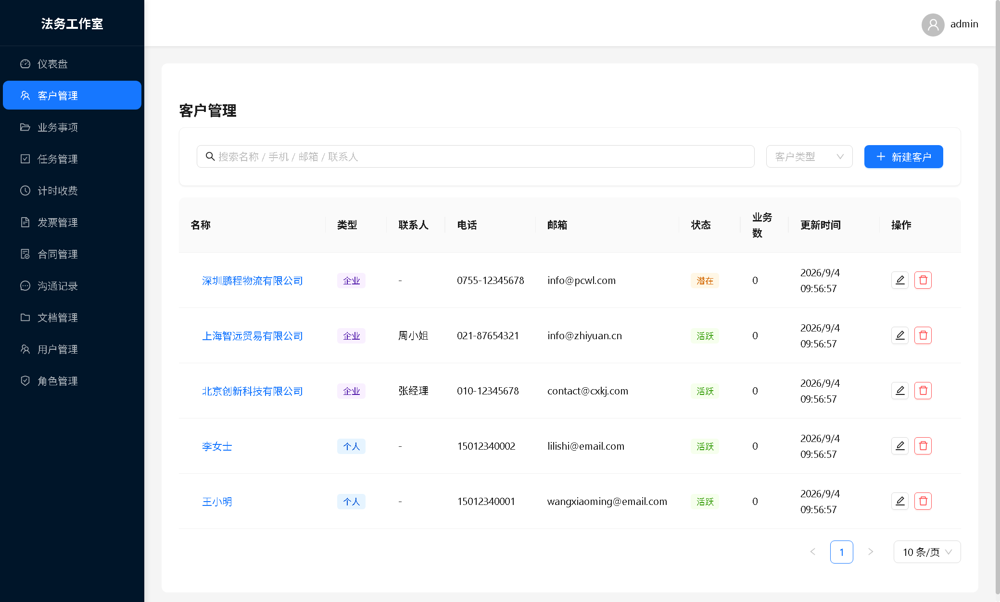 法务工作室
admin
仪表盘
客户管理
业务事项
任务管理
计时收费
发票管理
合同管理
沟通记录
文档管理
用户管理
角色管理
客户管理
搜索名称 / 手机 / 邮箱 / 联系人
客户类型
新建客户
名称 类型 联系人 电话 邮箱 状态 业务数 更新时间 操作
深圳鹏程物流有限公司 企业 - 0755-12345678 info@pcwl.com 潜在 0 2026/9/4 09:56:57
上海智远贸易有限公司 企业 周小姐 021-87654321 info@zhiyuan.cn 活跃 0 2026/9/4 09:56:57
北京创新科技有限公司 企业 张经理 010-12345678 contact@cxkj.com 活跃 0 2026/9/4 09:56:57
李女士 个人 - 15012340002 lilishi@email.com 活跃 0 2026/9/4 09:56:57
王小明 个人 - 15012340001 wangxiaoming@email.com 活跃 0 2026/9/4 09:56:57
1
10 条/页